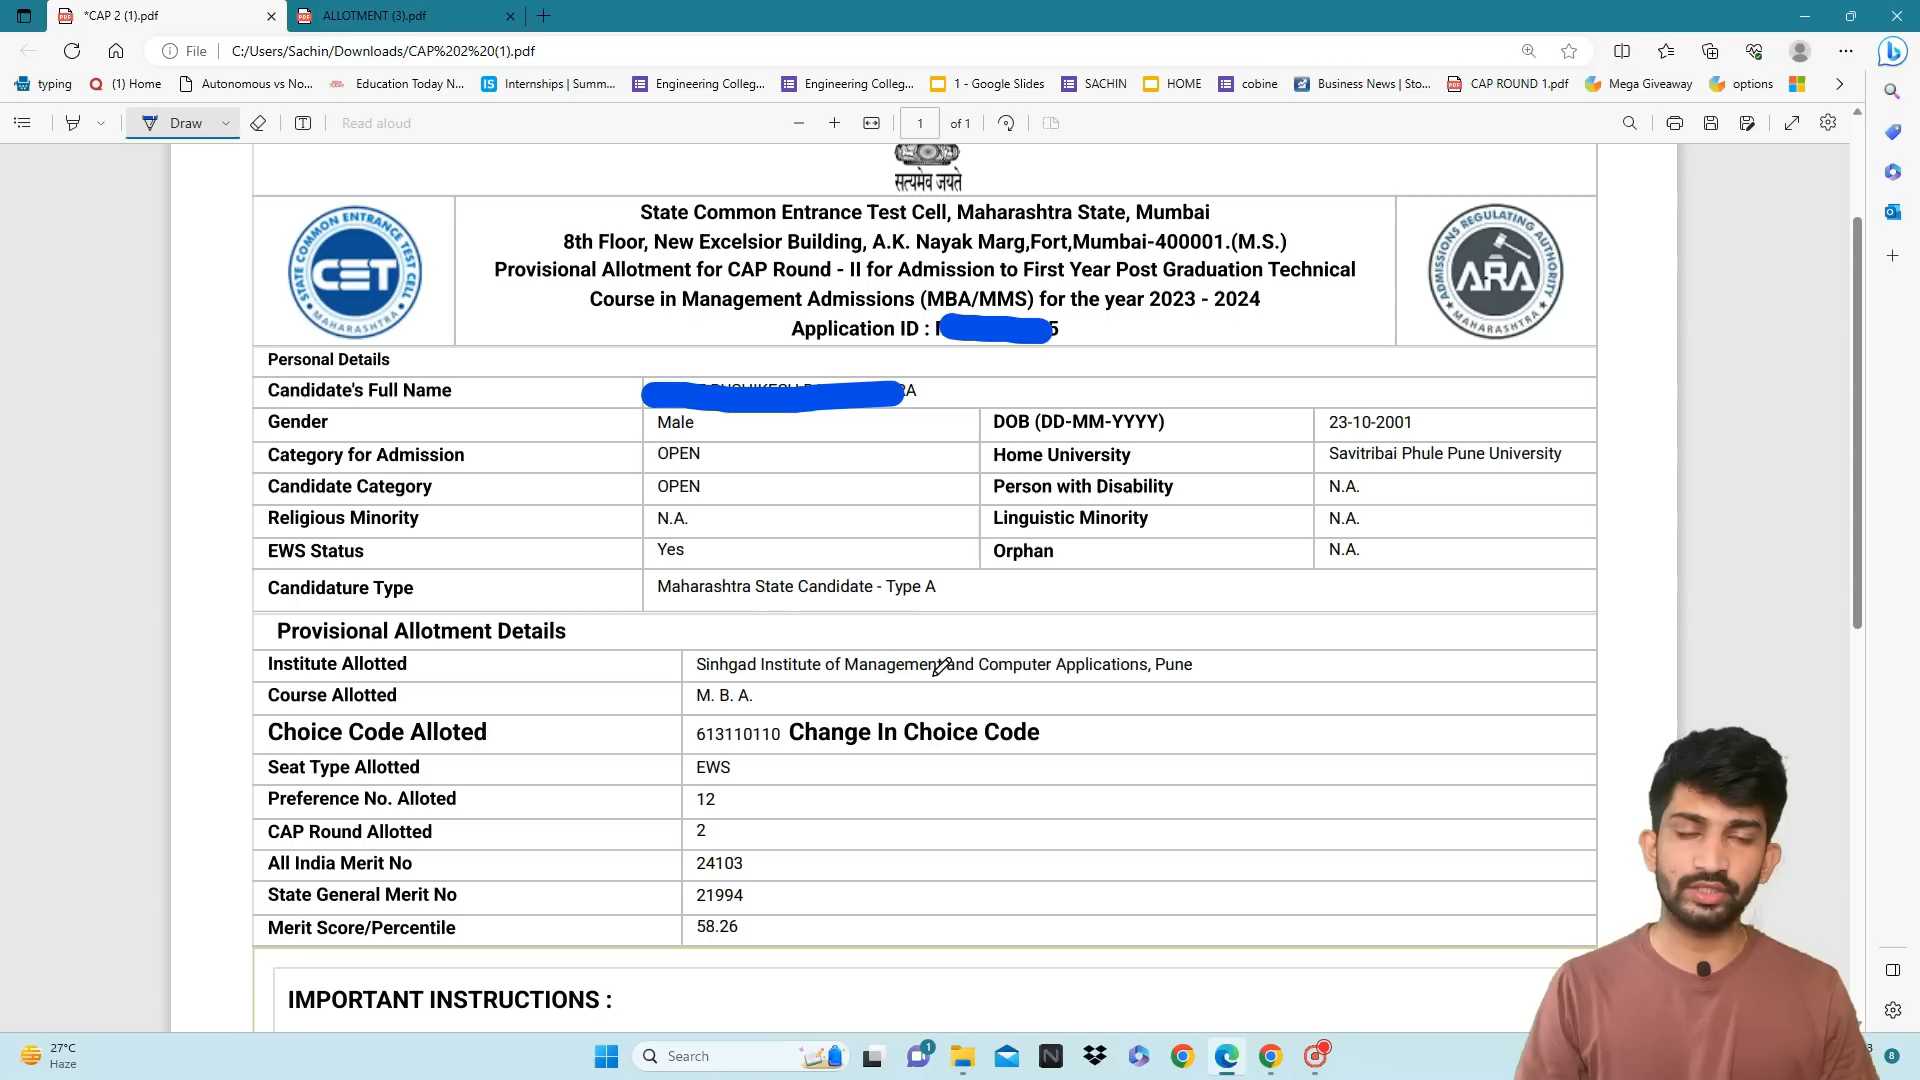 *CAP 2 (1).pdf
ALLOTMENT (3).pdf
File
C:/Users/Sachin/Downloads/CAP%202%20(1).pdf
typing
(1) Home
Autonomous vs No...
Education Today N...
Internships | Summ...
Engineering Colleg...
Engineering Colleg...
1 - Google Slides
SACHIN
HOME
cobine
Business News | Sto...
CAP ROUND 1.pdf
Mega Giveaway
options
Draw
Read aloud
1
of 1
सत्यमेव जयते
STATE COMMON ENTRANCE TEST CELL
CET
MAHARASHTRA
State Common Entrance Test Cell, Maharashtra State, Mumbai
8th Floor, New Excelsior Building, A.K. Nayak Marg,Fort,Mumbai-400001.(M.S.)
Provisional Allotment for CAP Round - II for Admission to First Year Post Graduation Technical
Course in Management Admissions (MBA/MMS) for the year 2023 - 2024
Application ID : 5
ADMISSIONS REGULATING AUTHORITY
ARA
MAHARASHTRA
Personal Details
Candidate's Full Name RA
Gender Male DOB (DD-MM-YYYY) 23-10-2001
Category for Admission OPEN Home University Savitribai Phule Pune University
Candidate Category OPEN Person with Disability N.A.
Religious Minority N.A. Linguistic Minority N.A.
EWS Status Yes Orphan N.A.
Candidature Type Maharashtra State Candidate - Type A
Provisional Allotment Details
Institute Allotted Sinhgad Institute of Management and Computer Applications, Pune
Course Allotted M. B. A.
Choice Code Alloted 613110110 Change In Choice Code
Seat Type Allotted EWS
Preference No. Alloted 12
CAP Round Allotted 2
All India Merit No 24103
State General Merit No 21994
Merit Score/Percentile 58.26
IMPORTANT INSTRUCTIONS :
27°C
Haze
Search
1
3
8